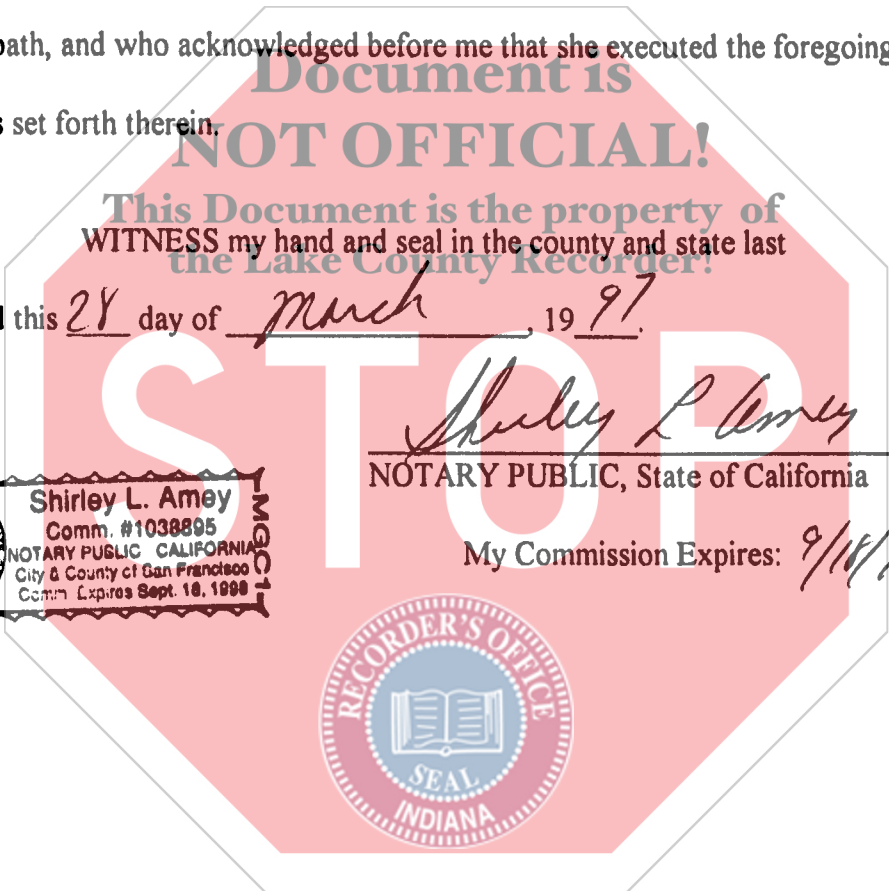 oath, and who acknowledged before me that she executed the foregoing
Document is
s set forth therein.
NOT OFFICIAL!
This Document is the property of
WITNESS my hand and seal in the county and state last
the Lake County Recorder!
this 28 day of March, 1997.
STOP
Shirley L Amey
NOTARY PUBLIC, State of California
Shirley L. Amey
Comm. #1038895
NOTARY PUBLIC CALIFORNIA
City & County of San Francisco
Comm. Expires Sept. 18, 1998
MGC1
My Commission Expires: 9/18/
RECORDER'S OFFICE
SEAL
INDIANA